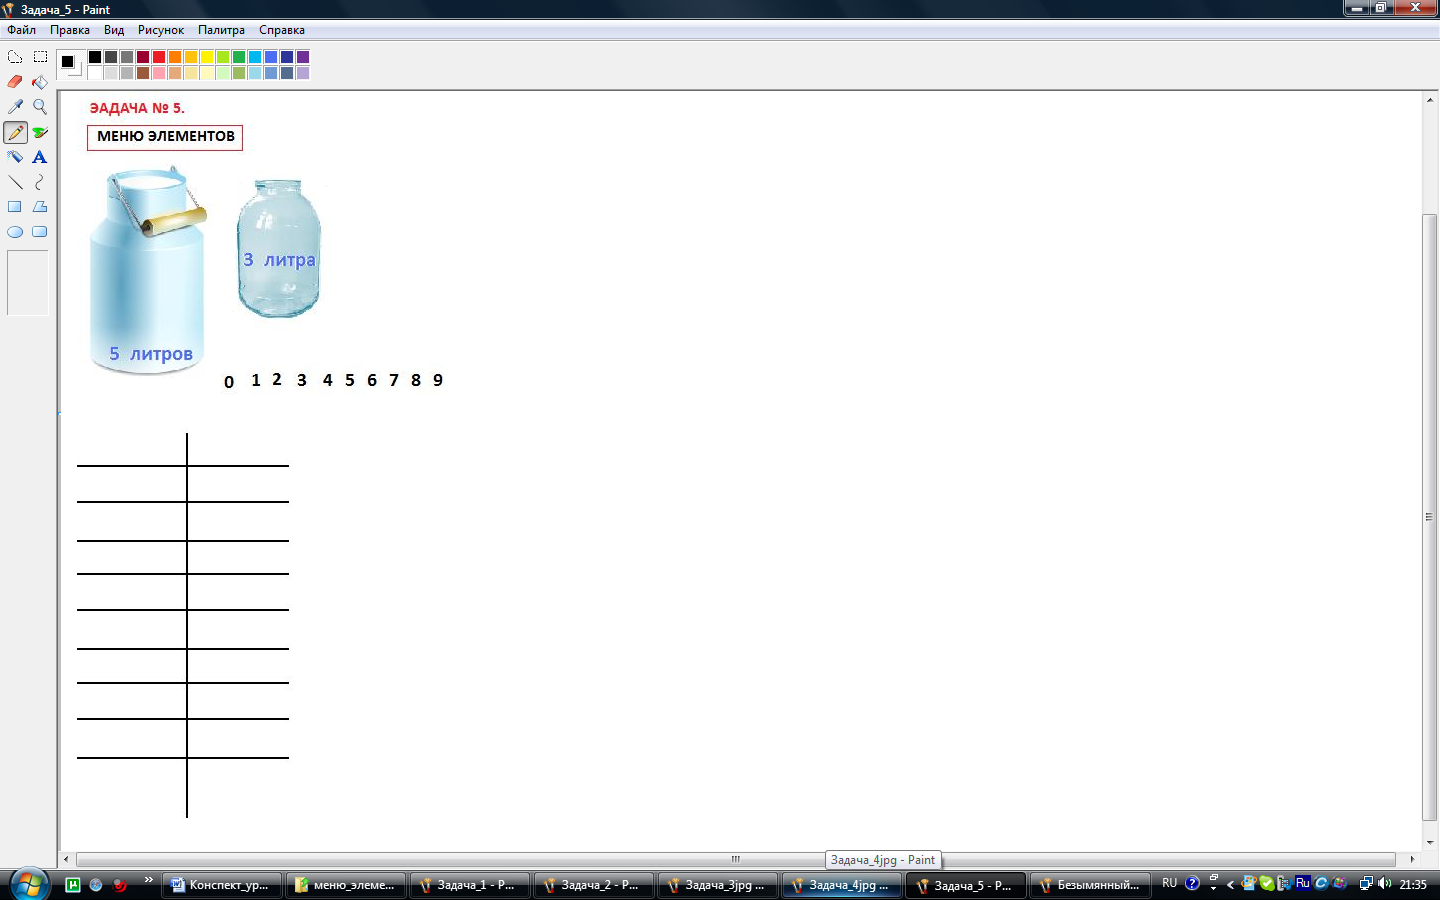 Задача_5 - Paint
Файл Правка Вид Рисунок Палитра Справка
ЭАДАЧА № 5.
МЕНЮ ЭЛЕМЕНТОВ
3 литра
5 литров
0 1 2 3 4 5 6 7 8 9
Задача_4jpg - Paint
Конспект_ур... меню_элеме... Задача_1 - P... Задача_2 - P... Задача_3jpg ... Задача_4jpg ... Задача_5 - P... Безымянный... RU Ru 21:35